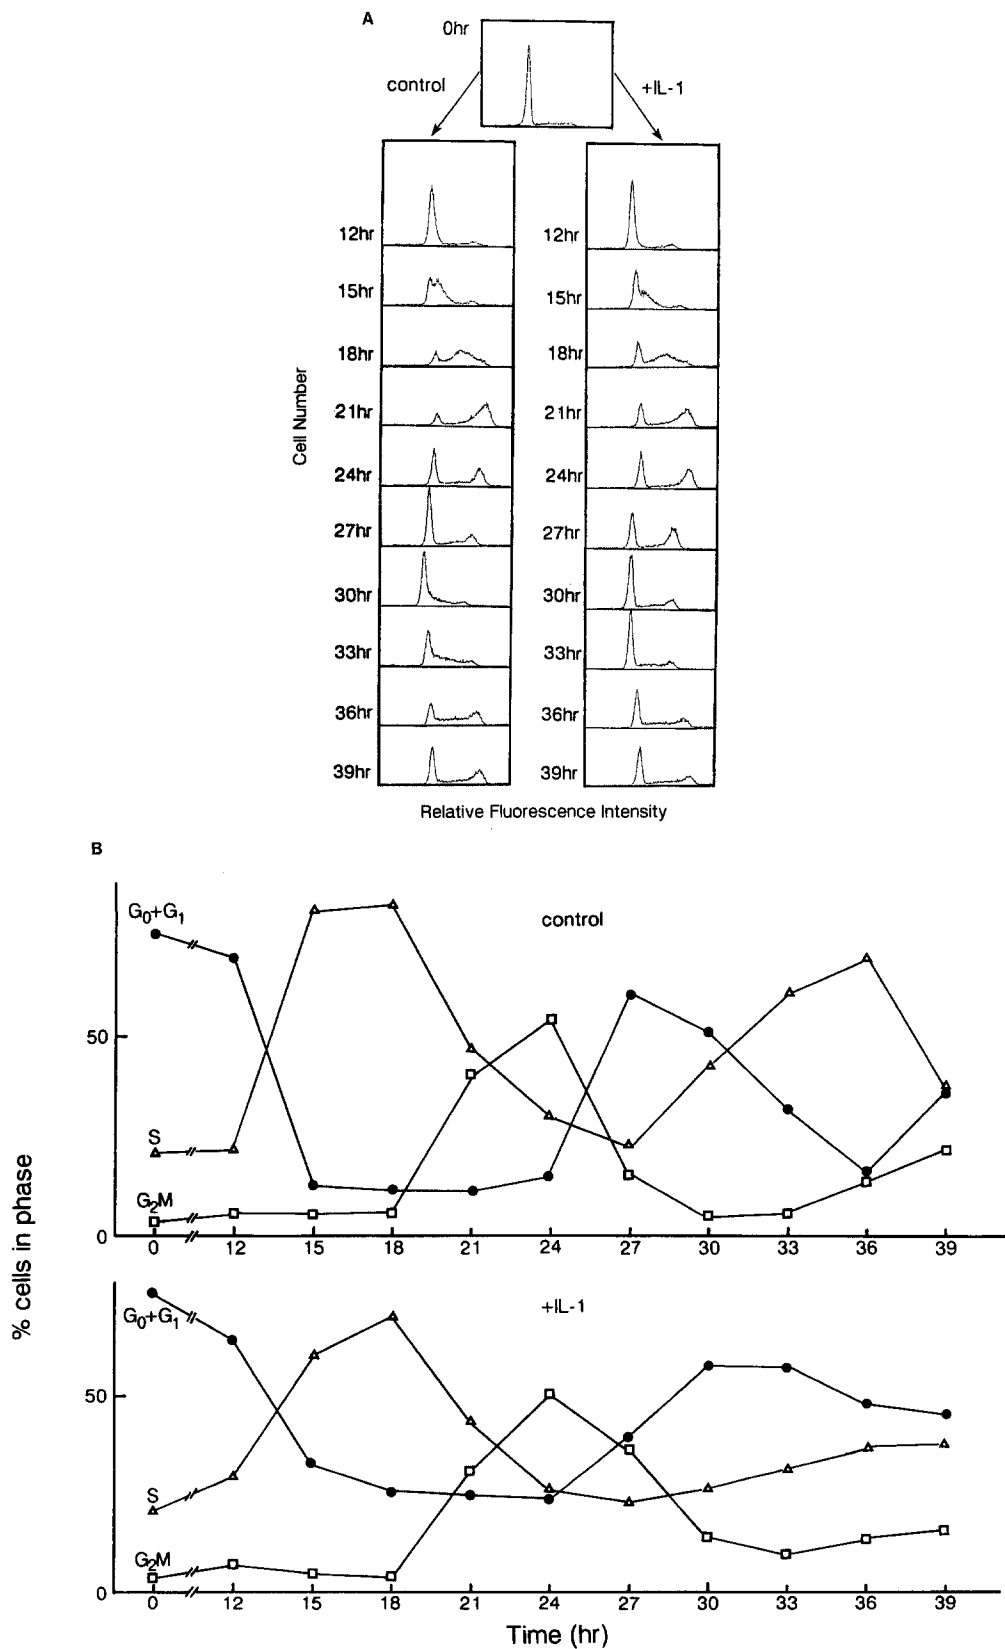 A
0hr
control
+IL-1
12hr
12hr
15hr
15hr
18hr
18hr
21hr
21hr
24hr
24hr
27hr
27hr
30hr
30hr
33hr
33hr
36hr
36hr
39hr
39hr
Cell Number
Relative Fluorescence Intensity
B
G0+G1
control
50
S
G2M
0
0 12 15 18 21 24 27 30 33 36 39
% cells in phase
+IL-1
G0+G1
50
S
G2M
0
0 12 15 18 21 24 27 30 33 36 39
Time (hr)